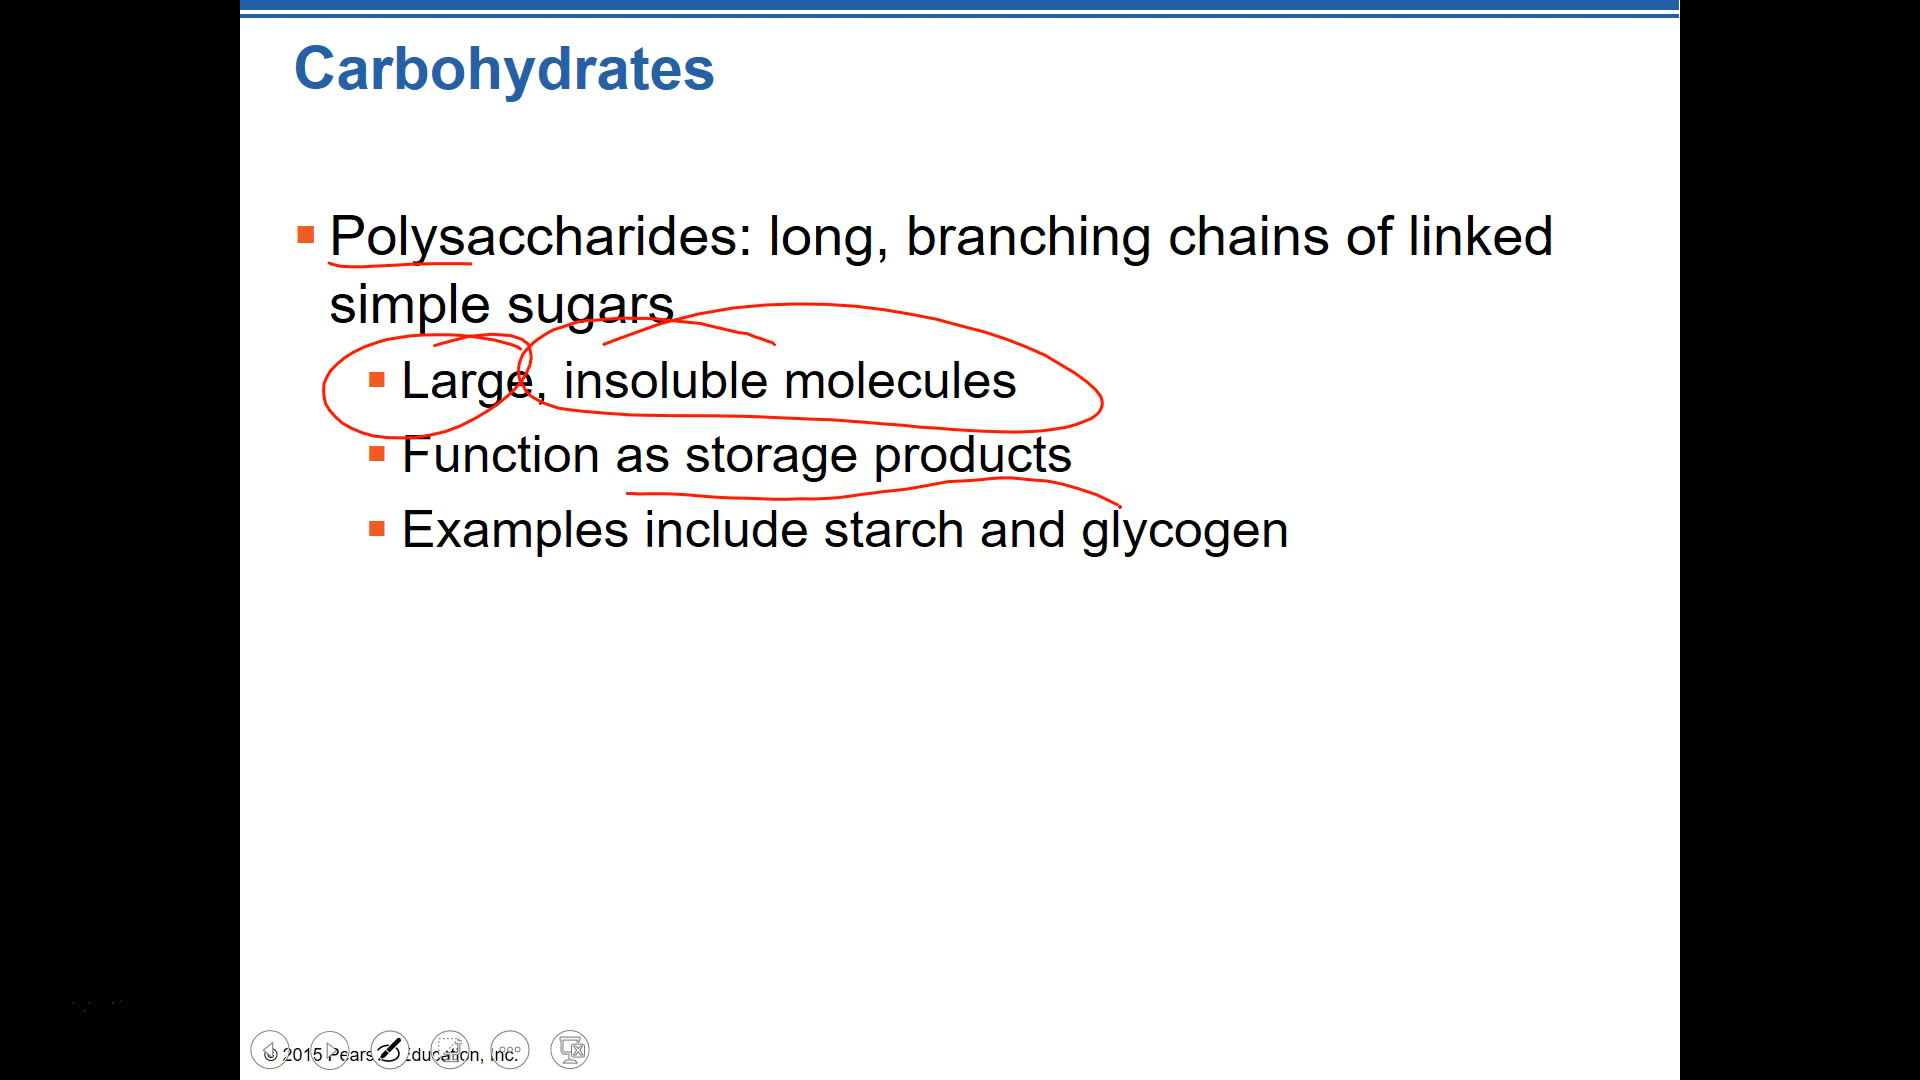 Carbohydrates
Polysaccharides: long, branching chains of linked
simple sugars
Large, insoluble molecules
Function as storage products
Examples include starch and glycogen
© 2015 Pearson Education, Inc.